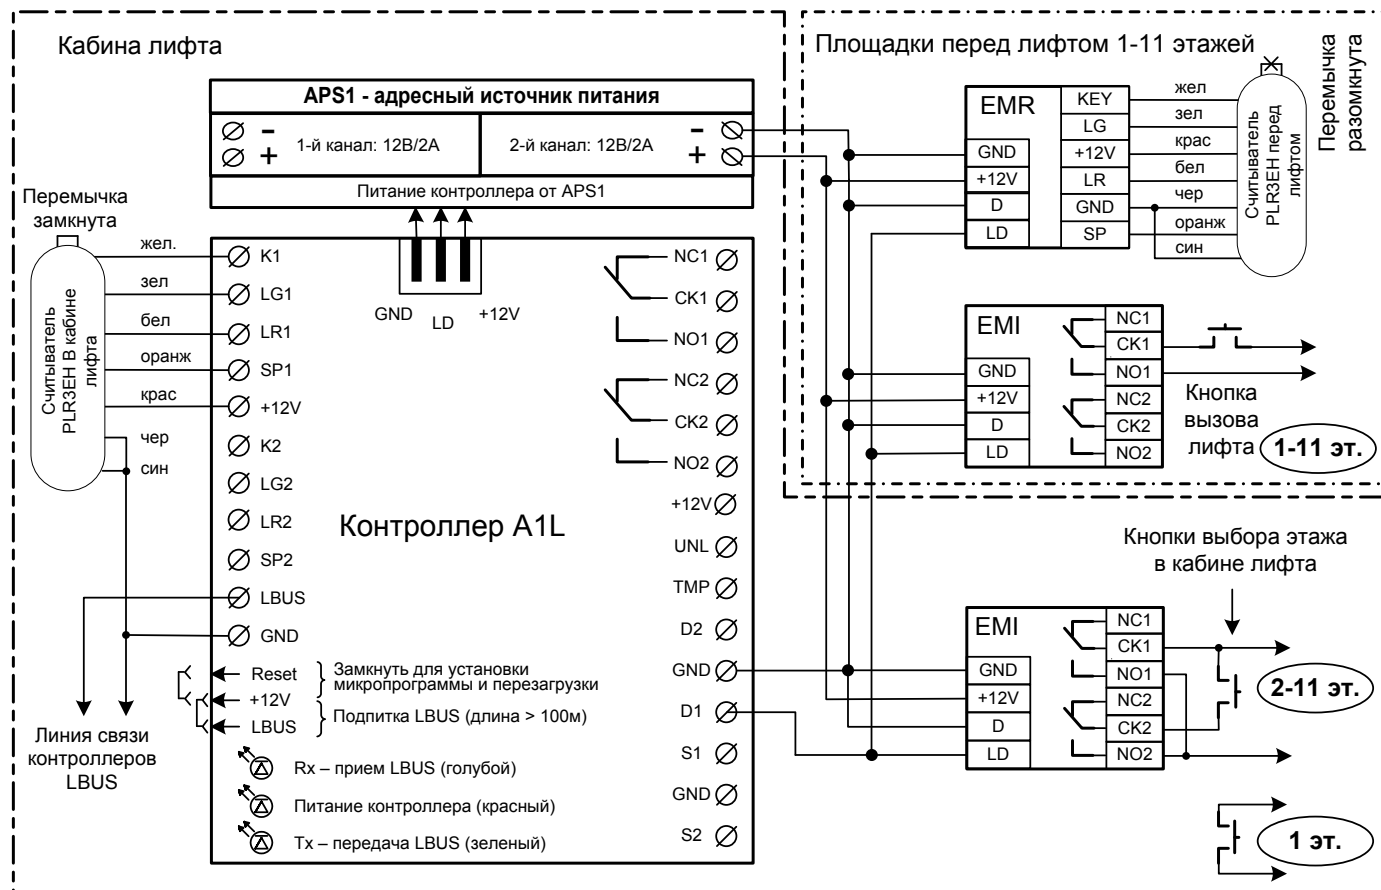 Кабина лифта
APS1 - адресный источник питания
-
+
1-й канал: 12В/2А
2-й канал: 12В/2А
-
+
Питание контроллера от APS1
Перемычка
замкнута
Считыватель
PLR3EH В кабине
лифта
жел.
зел
бел
оранж
крас
чер
син
K1
LG1
LR1
SP1
+12V
K2
LG2
LR2
SP2
LBUS
GND
GND
LD
+12V
Контроллер A1L
NC1
CK1
NO1
NC2
CK2
NO2
+12V
UNL
TMP
D2
GND
D1
S1
GND
S2
Reset
+12V
LBUS
Замкнуть для установки
микропрограммы и перезагрузки
Подпитка LBUS (длина > 100м)
Rx – прием LBUS (голубой)
Питание контроллера (красный)
Tx – передача LBUS (зеленый)
Линия связи
контроллеров
LBUS
Площадки перед лифтом 1-11 этажей
Перемычка
разомкнута
EMR
GND
+12V
D
LD
KEY
LG
+12V
LR
GND
SP
жел
зел
крас
бел
чер
оранж
син
Считыватель
PLR3EH перед
лифтом
EMI
GND
+12V
D
LD
NC1
CK1
NO1
NC2
CK2
NO2
Кнопка
вызова
лифта
1-11 эт.
Кнопки выбора этажа
в кабине лифта
EMI
GND
+12V
D
LD
NC1
CK1
NO1
NC2
CK2
NO2
2-11 эт.
1 эт.